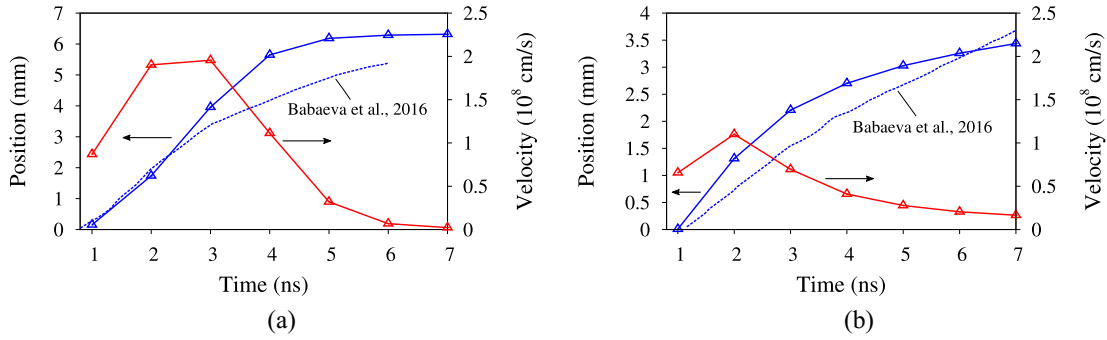 7
6
5
4
3
2
1
0
Position (mm)
2.5
2
1.5
1
0.5
0
Velocity (10⁸ cm/s)
Babaeva et al., 2016
1 2 3 4 5 6 7
Time (ns)
(a)
4
3.5
3
2.5
2
1.5
1
0.5
0
Position (mm)
2.5
2
1.5
1
0.5
0
Velocity (10⁸ cm/s)
Babaeva et al., 2016
1 2 3 4 5 6 7
Time (ns)
(b)